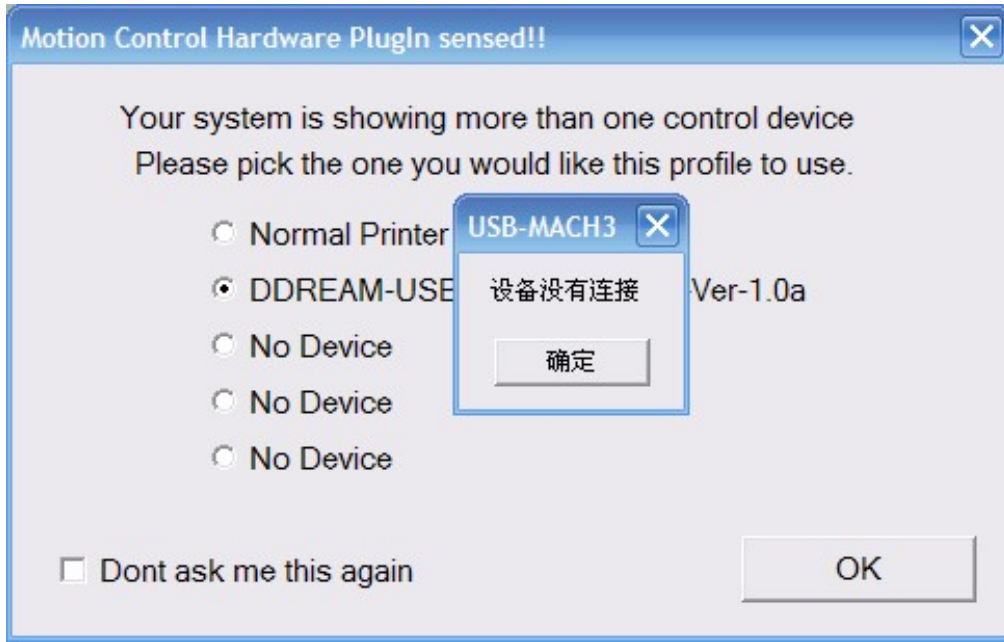 Motion Control Hardware PlugIn sensed!!
Your system is showing more than one control device
Please pick the one you would like this profile to use.
Normal Printer
USB-MACH3
DDREAM-USB
设备没有连接
-Ver-1.0a
确定
No Device
No Device
No Device
Dont ask me this again
OK